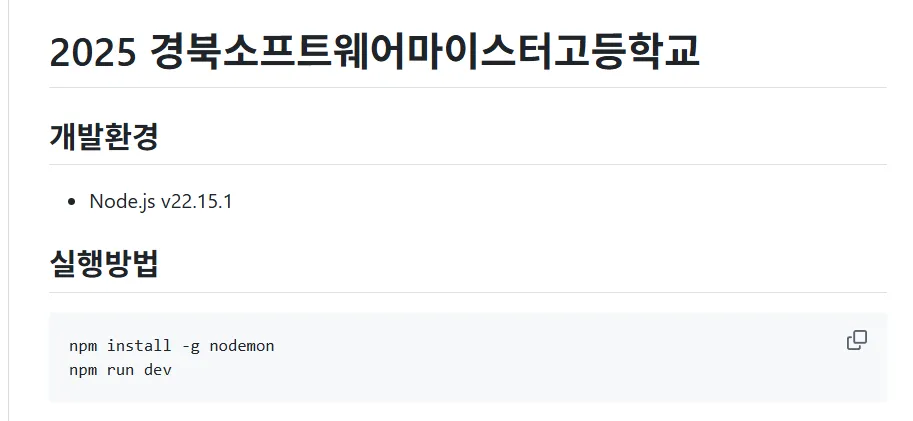 2025 경북소프트웨어마이스터고등학교
개발환경
Node.js v22.15.1
실행방법
npm install -g nodemon
npm run dev